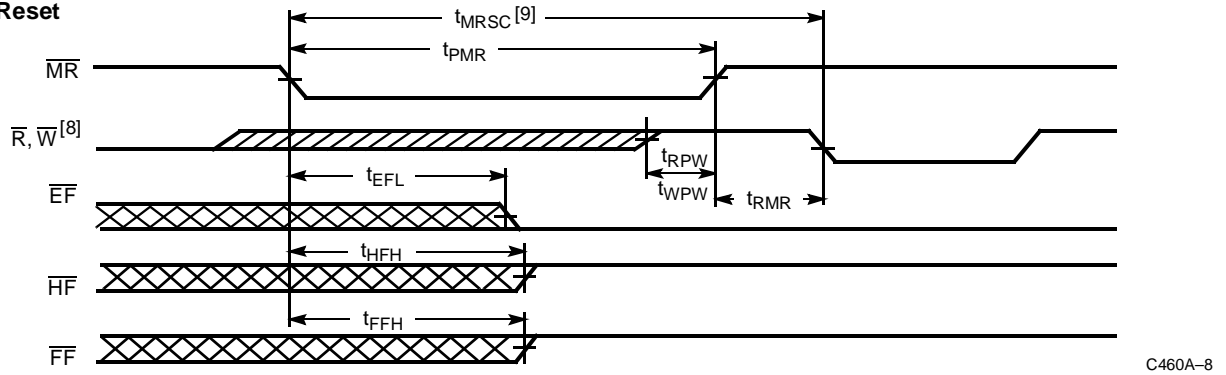 Reset
tMRSC[9]
tPMR
MR
R, W[8]
tRPW
tWPW
tRMR
tEFL
EF
tHFH
HF
tFFH
FF
C460A–8